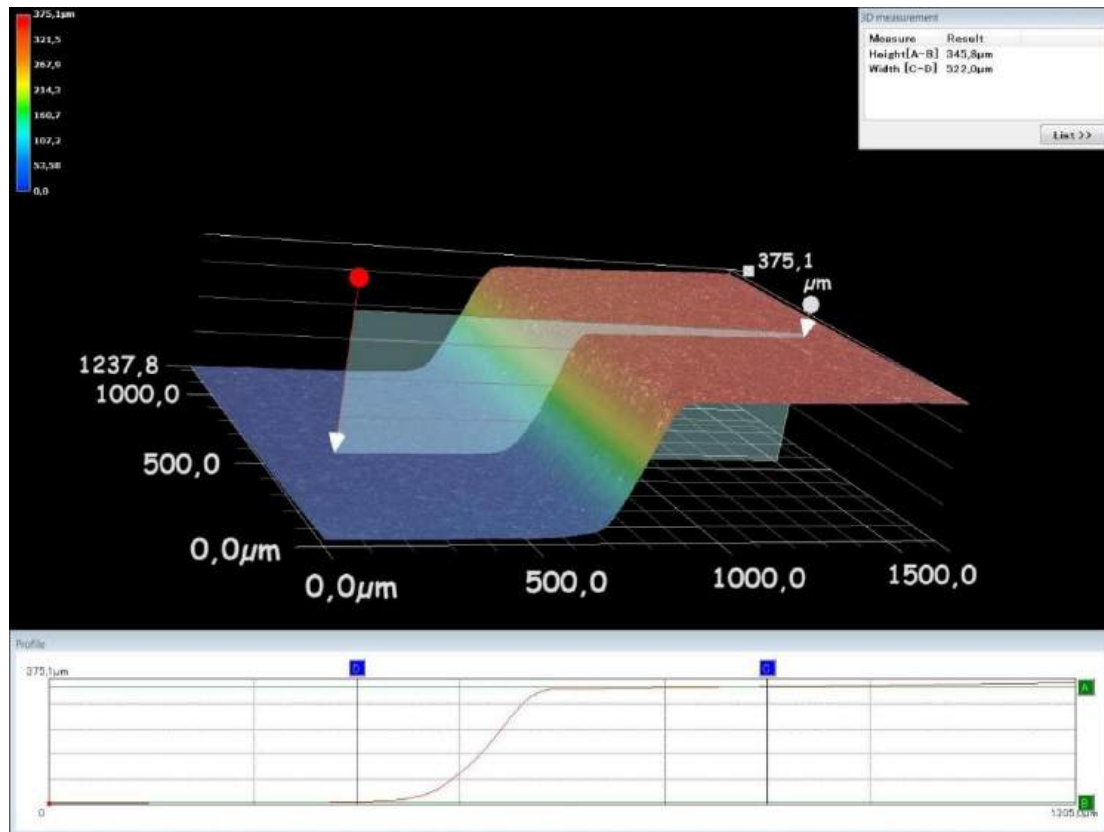 375,1µm
321,5
267,9
214,3
160,7
107,2
53,58
0,0
3D measurement
Measure Result
Height[A-B] 345,8µm
Width [C-D] 522,0µm
List >>
375,1
µm
1237,8
1000,0
500,0
0,0µm
0,0µm
500,0
1000,0
1500,0
Profile
375,1µm
A
B
0
1305,0µm